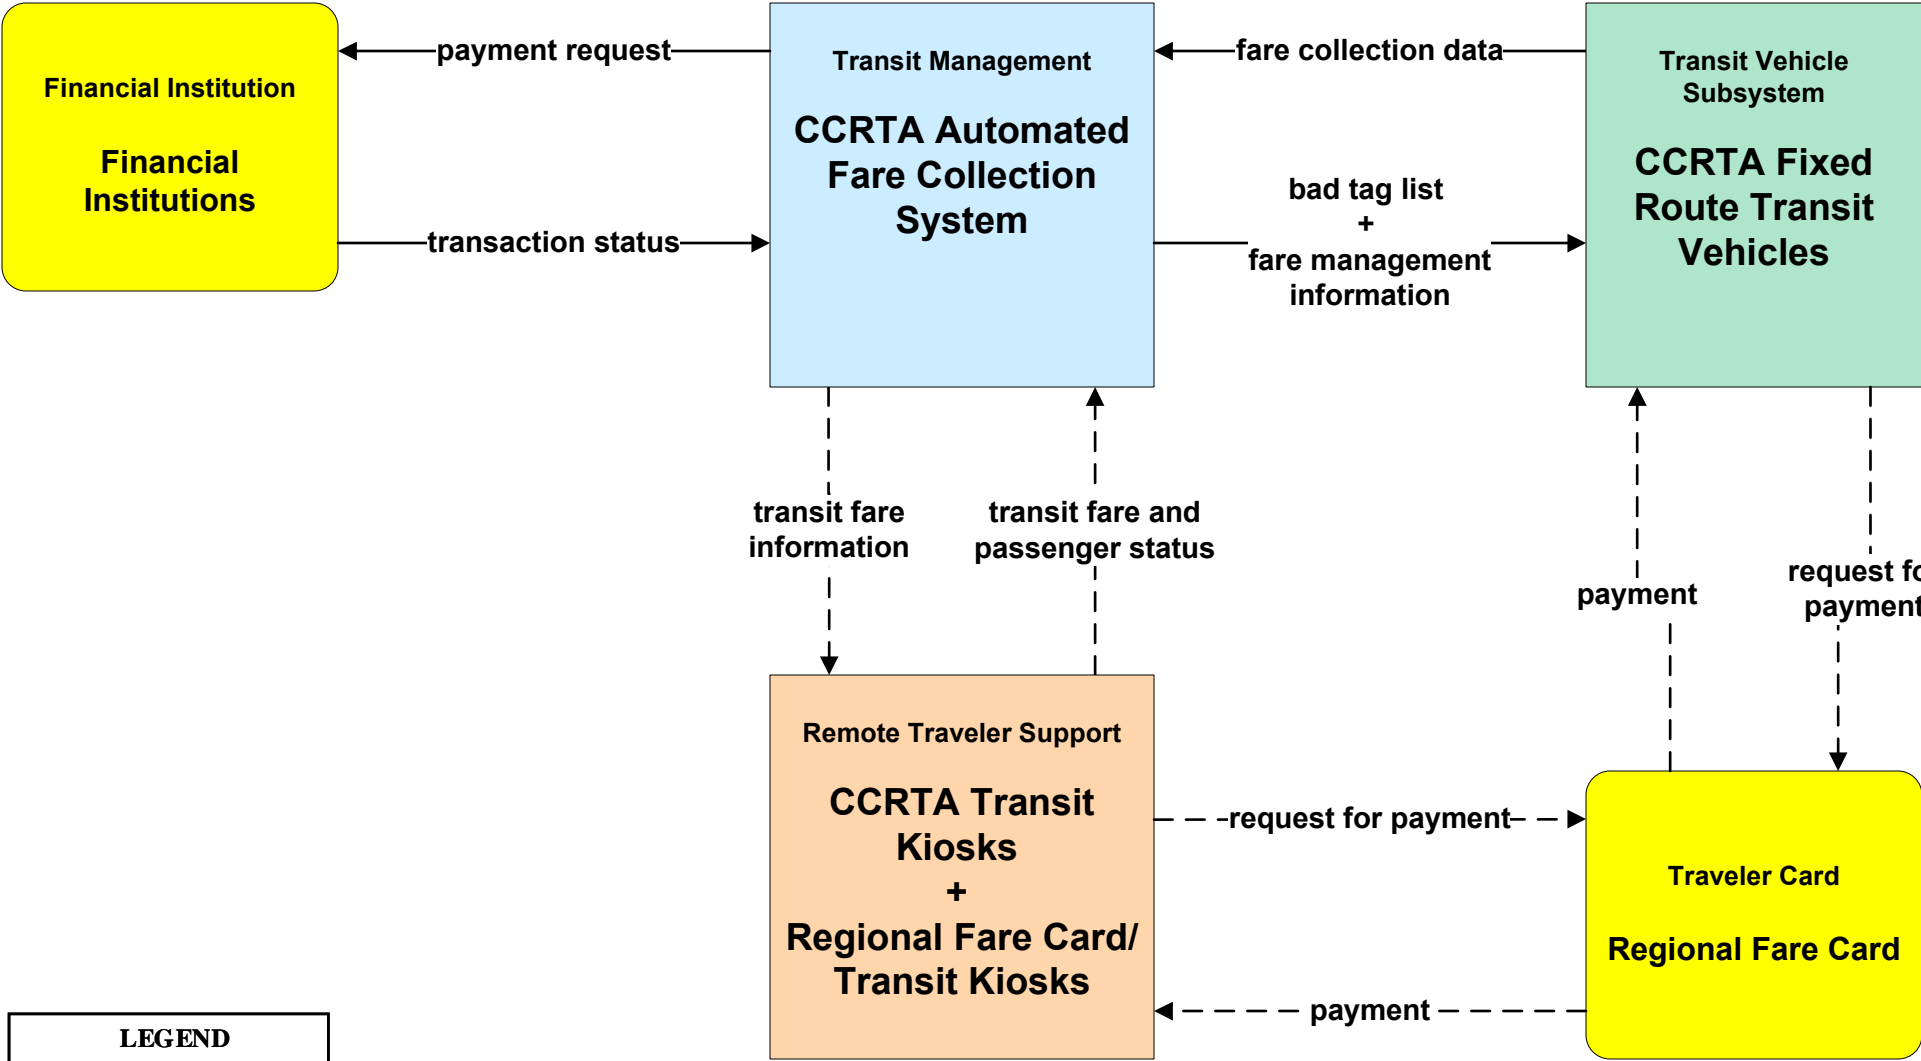 Financial Institution
Financial
Institutions
payment request
transaction status
Transit Management
CCRTA Automated
Fare Collection
System
fare collection data
bad tag list
+
fare management
information
Transit Vehicle
Subsystem
CCRTA Fixed
Route Transit
Vehicles
transit fare
information
transit fare and
passenger status
payment
request fo
payment
Remote Traveler Support
CCRTA Transit
Kiosks
+
Regional Fare Card/
Transit Kiosks
request for payment
payment
Traveler Card
Regional Fare Card
LEGEND